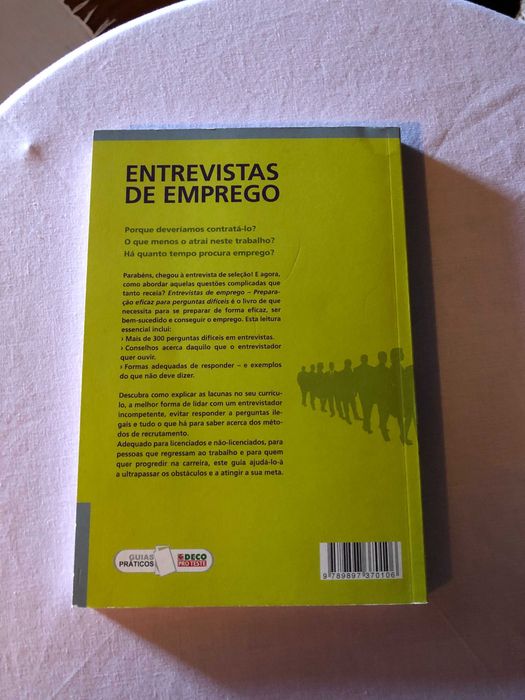 ENTREVISTAS
DE EMPREGO
Porque deveríamos contratá-lo?
O que menos o atrai neste trabalho?
Há quanto tempo procura emprego?
Parabéns, chegou à entrevista de seleção! E agora,
como abordar aquelas questões complicadas que
tanto receia? Entrevistas de emprego – Prepara-
ção eficaz para perguntas difíceis é o livro de que
necessita para se preparar de forma eficaz, ser
bem-sucedido e conseguir o emprego. Esta leitura
essencial inclui:
› Mais de 300 perguntas difíceis em entrevistas.
› Conselhos acerca daquilo que o entrevistador
quer ouvir.
› Formas adequadas de responder – e exemplos
do que não deve dizer.
Descubra como explicar as lacunas no seu currícu-
lo, a melhor forma de lidar com um entrevistador
incompetente, evitar responder a perguntas ile-
gais e tudo o que há para saber acerca dos méto-
dos de recrutamento.
Adequado para licenciados e não-licenciados, para
pessoas que regressam ao trabalho e para quem
quer progredir na carreira, este guia ajudá-lo-à
a ultrapassar os obstáculos e a atingir a sua meta.
GUIAS
PRÁTICOS
DECO
PROTESTE
9 789897 370106